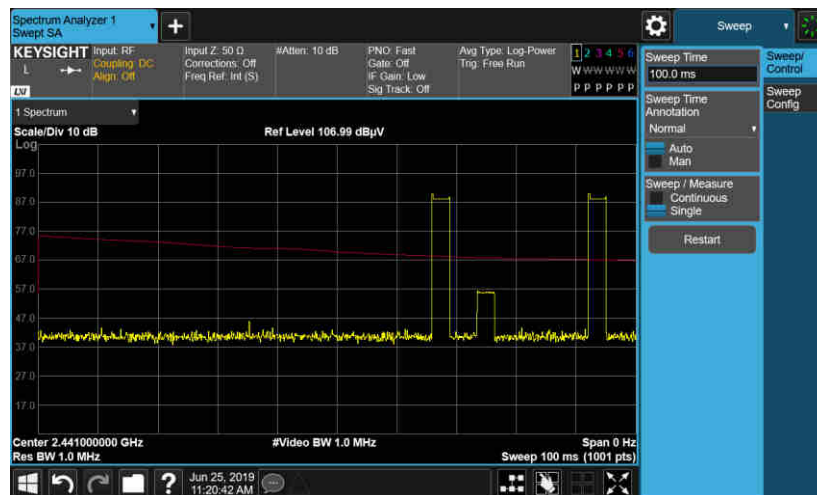 Spectrum Analyzer 1
Swept SA
+
Sweep
KEYSIGHT
Input: RF
Coupling: DC
Align: Off
Input Z: 50 Ω
Corrections: Off
Freq Ref: Int (S)
#Atten: 10 dB
PNO: Fast
Gate: Off
IF Gain: Low
Sig Track: Off
Avg Type: Log-Power
Trig: Free Run
1 2 3 4 5 6
W W W W W W
P P P P P P
L
LXI
1 Spectrum
Scale/Div 10 dB
Ref Level 106.99 dBµV
Log
97.0
87.0
77.0
67.0
57.0
47.0
37.0
27.0
17.0
Center 2.441000000 GHz
#Video BW 1.0 MHz
Span 0 Hz
Res BW 1.0 MHz
Sweep 100 ms (1001 pts)
Sweep Time
100.0 ms
Sweep Time
Annotation
Normal
Auto
Man
Sweep / Measure
Continuous
Single
Restart
Sweep/
Control
Sweep
Config
?
Jun 25, 2019
11:20:42 AM